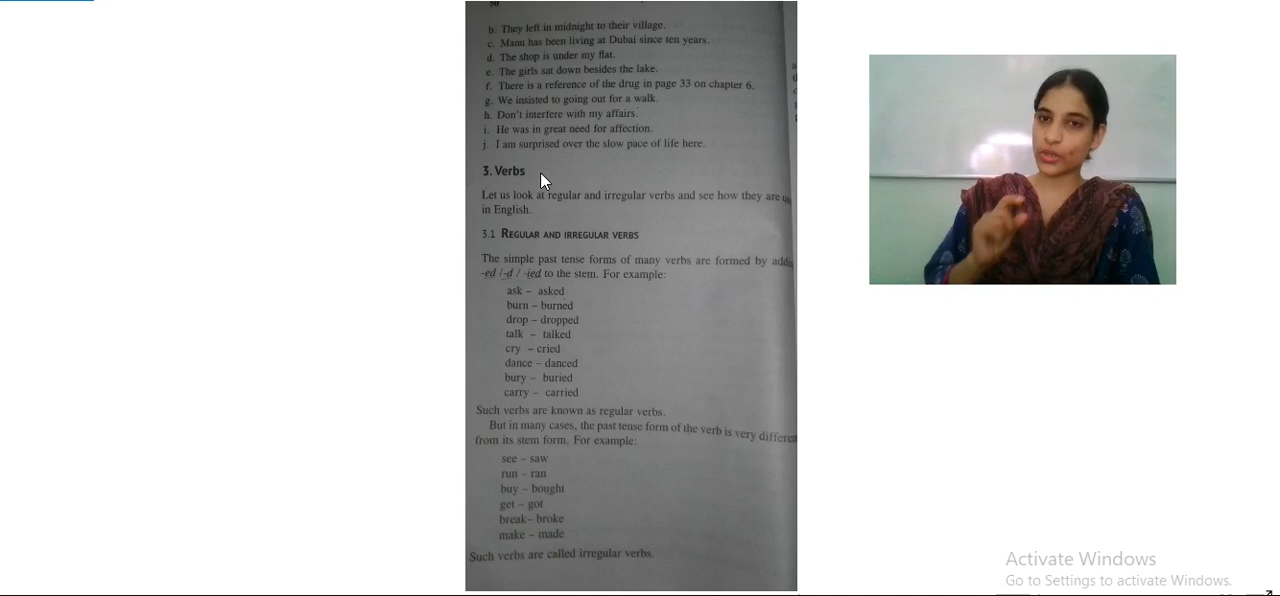 50
b. They left in midnight to their village.
c. Manu has been living at Dubai since ten years.
d. The shop is under my flat.
e. The girls sat down besides the lake.
f. There is a reference of the drug in page 33 on chapter 6.
g. We insisted to going out for a walk.
h. Don't interfere with my affairs.
i. He was in great need for affection.
j. I am surprised over the slow pace of life here.
3. Verbs
Let us look at regular and irregular verbs and see how they are
in English.
3.1 REGULAR AND IRREGULAR VERBS
The simple past tense forms of many verbs are formed by
-ed /-d / -ied to the stem. For example:
ask – asked
burn – burned
drop – dropped
talk – talked
cry – cried
dance – danced
bury – buried
carry – carried
Such verbs are known as regular verbs.
But in many cases, the past tense form of the verb is very
from its stem form. For example:
see – saw
run – ran
buy – bought
get – got
break– broke
make – made
Such verbs are called irregular verbs.
Activate Windows
Go to Settings to activate Windows.